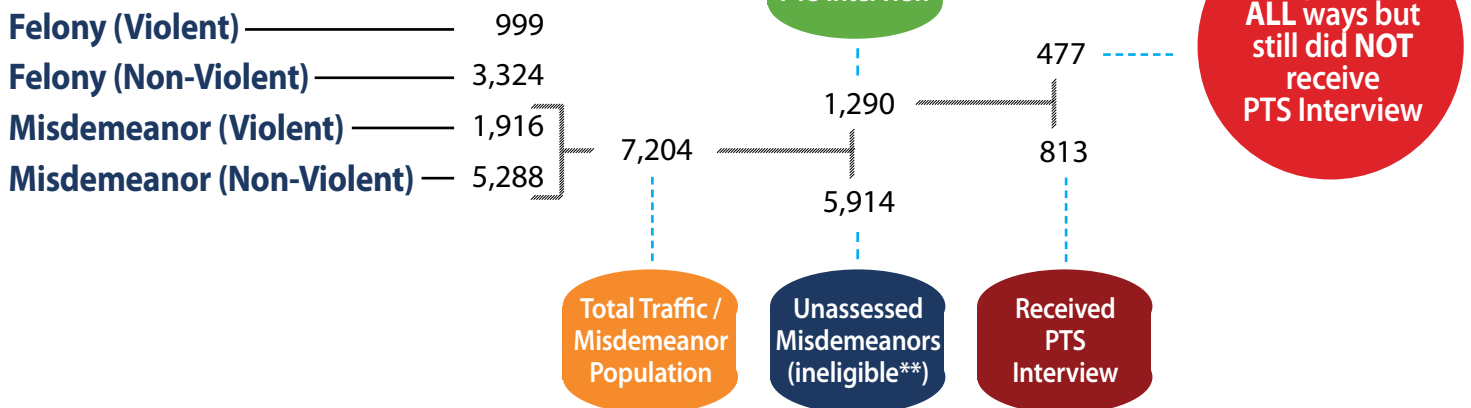 Felony (Violent) 999
Felony (Non-Violent) 3,324
Misdemeanor (Violent) 1,916
Misdemeanor (Non-Violent) 5,288
7,204
1,290
5,914
477
813
ALL ways but
still did NOT
receive
PTS Interview
Total Traffic /
Misdemeanor
Population
Unassessed
Misdemeanors
(ineligible**)
Received
PTS
Interview